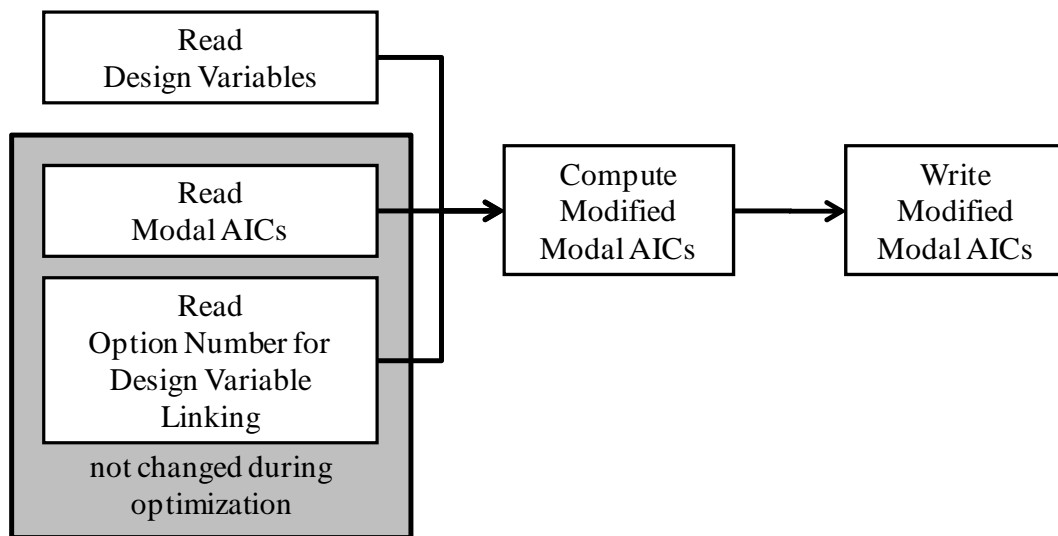 Read
Design Variables
Read
Modal AICs
Read
Option Number for
Design Variable
Linking
not changed during
optimization
Compute
Modified
Modal AICs
Write
Modified
Modal AICs